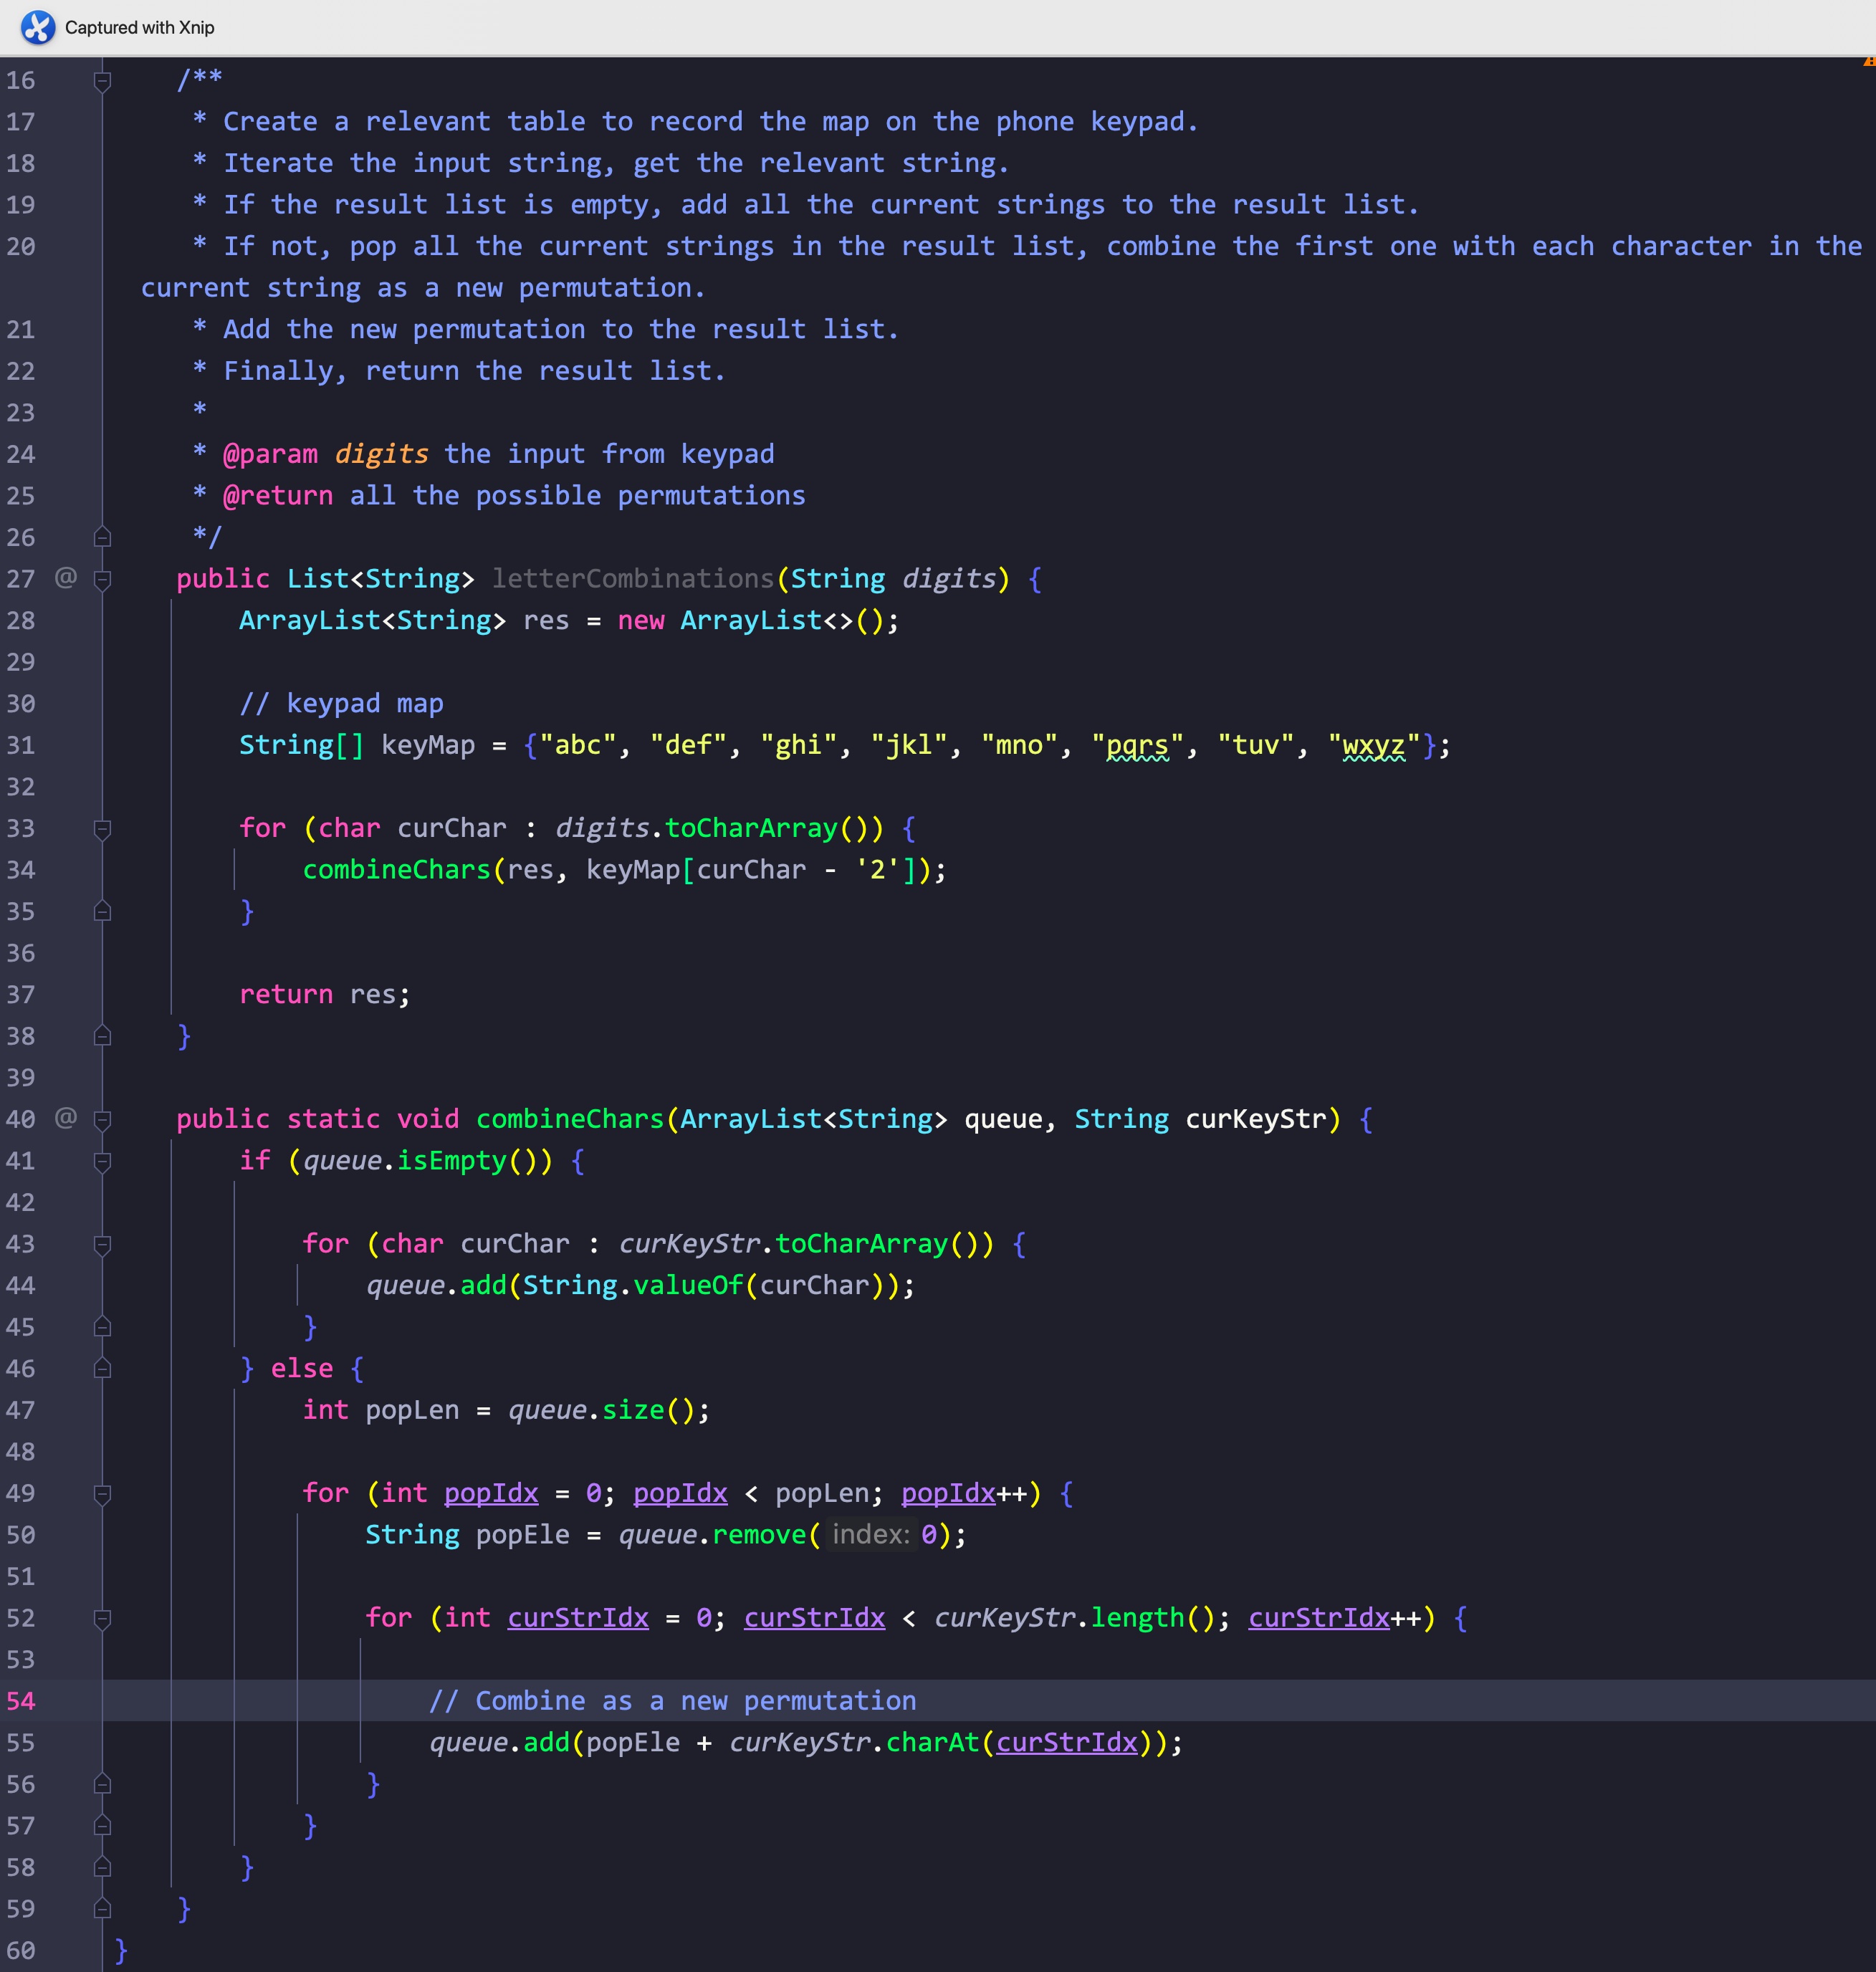 Captured with Xnip
16 /**
17 * Create a relevant table to record the map on the phone keypad.
18 * Iterate the input string, get the relevant string.
19 * If the result list is empty, add all the current strings to the result list.
20 * If not, pop all the current strings in the result list, combine the first one with each character in the
current string as a new permutation.
21 * Add the new permutation to the result list.
22 * Finally, return the result list.
23 *
24 * @param digits the input from keypad
25 * @return all the possible permutations
26 */
27 @ public List<String> letterCombinations(String digits) {
28 ArrayList<String> res = new ArrayList<>();
29
30 // keypad map
31 String[] keyMap = {"abc", "def", "ghi", "jkl", "mno", "pqrs", "tuv", "wxyz"};
32
33 for (char curChar : digits.toCharArray()) {
34 combineChars(res, keyMap[curChar - '2']);
35 }
36
37 return res;
38 }
39
40 @ public static void combineChars(ArrayList<String> queue, String curKeyStr) {
41 if (queue.isEmpty()) {
42
43 for (char curChar : curKeyStr.toCharArray()) {
44 queue.add(String.valueOf(curChar));
45 }
46 } else {
47 int popLen = queue.size();
48
49 for (int popIdx = 0; popIdx < popLen; popIdx++) {
50 String popEle = queue.remove( index: 0);
51
52 for (int curStrIdx = 0; curStrIdx < curKeyStr.length(); curStrIdx++) {
53
54 // Combine as a new permutation
55 queue.add(popEle + curKeyStr.charAt(curStrIdx));
56 }
57 }
58 }
59 }
60 }